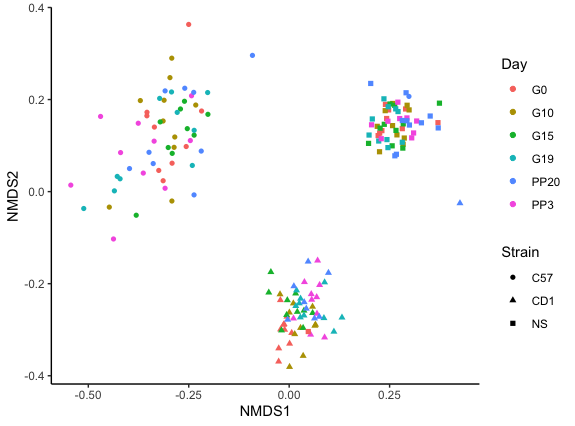 0.4
0.2
0.0
-0.2
-0.4
NMDS2
-0.50
-0.25
0.00
0.25
NMDS1
Day
G0
G10
G15
G19
PP20
PP3
Strain
C57
CD1
NS